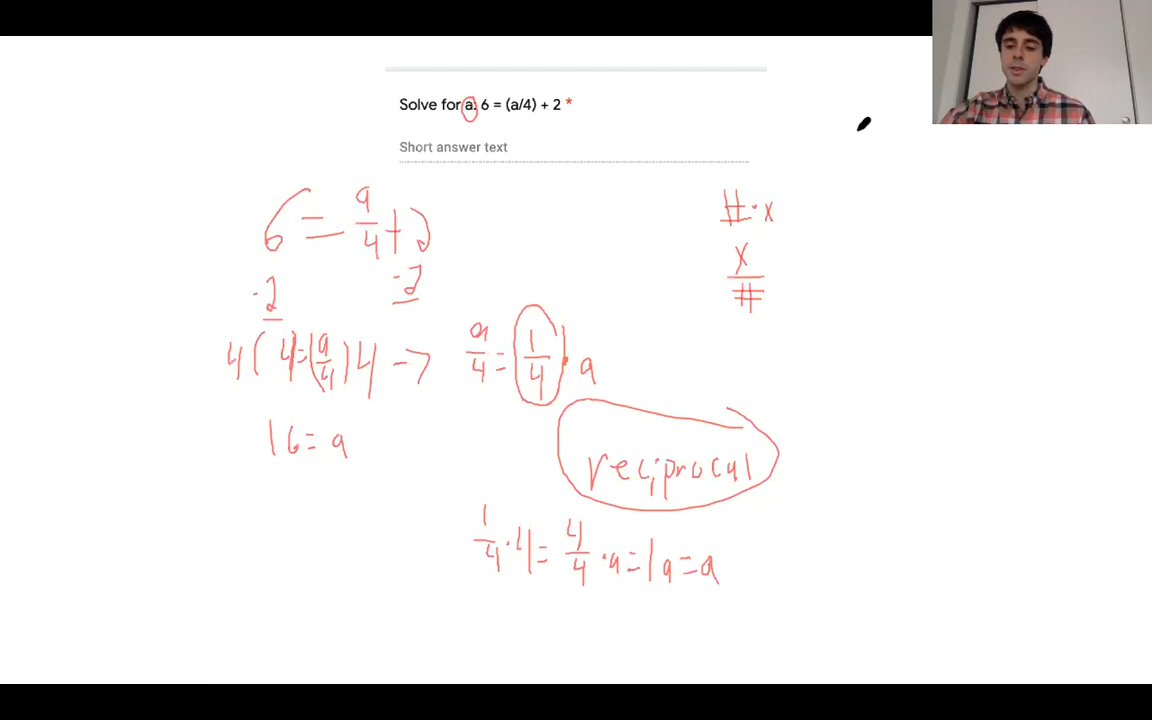 Solve for a: 6 = (a/4) + 2 *
Short answer text
6 = a/4 + 2
-2 -2
4(4) = (a/4)4 → a/4 = 1/4 · a
16 = a
# · x
x/#
reciprocal
1/4 · 4 = 4/4 · a = 1a = a